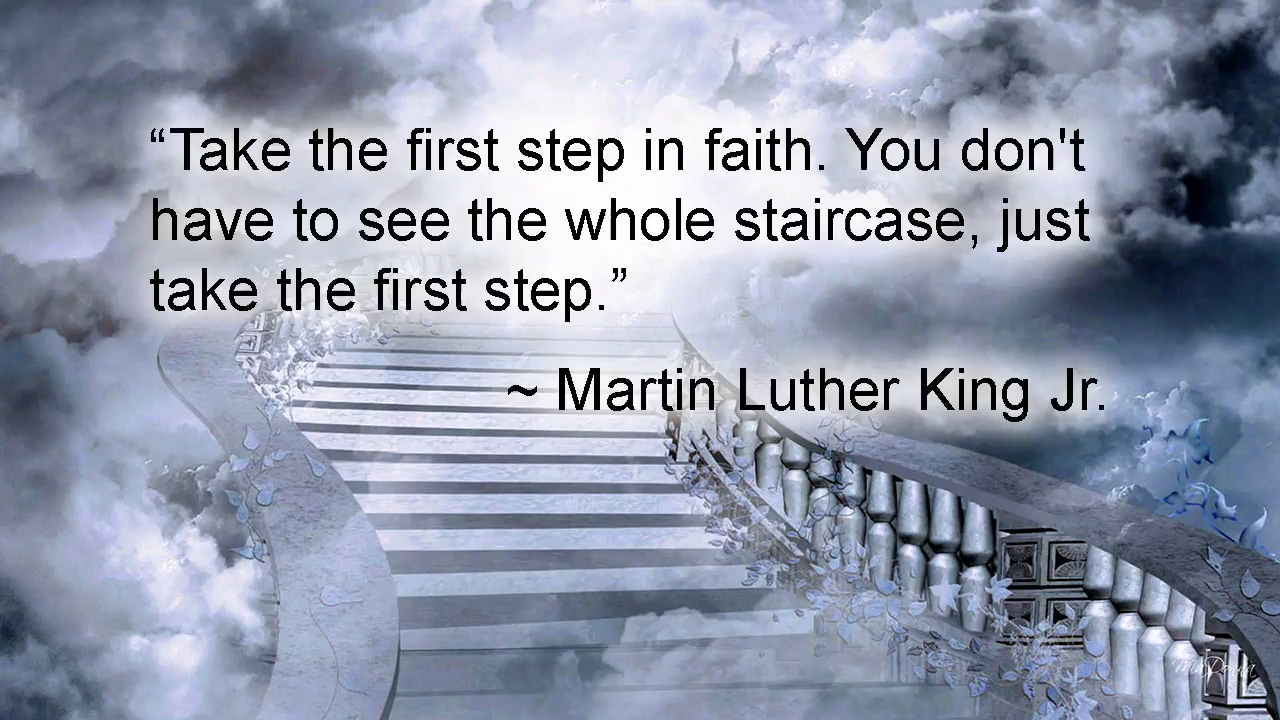 “Take the first step in faith. You don't
have to see the whole staircase, just
take the first step.”
~ Martin Luther King Jr.